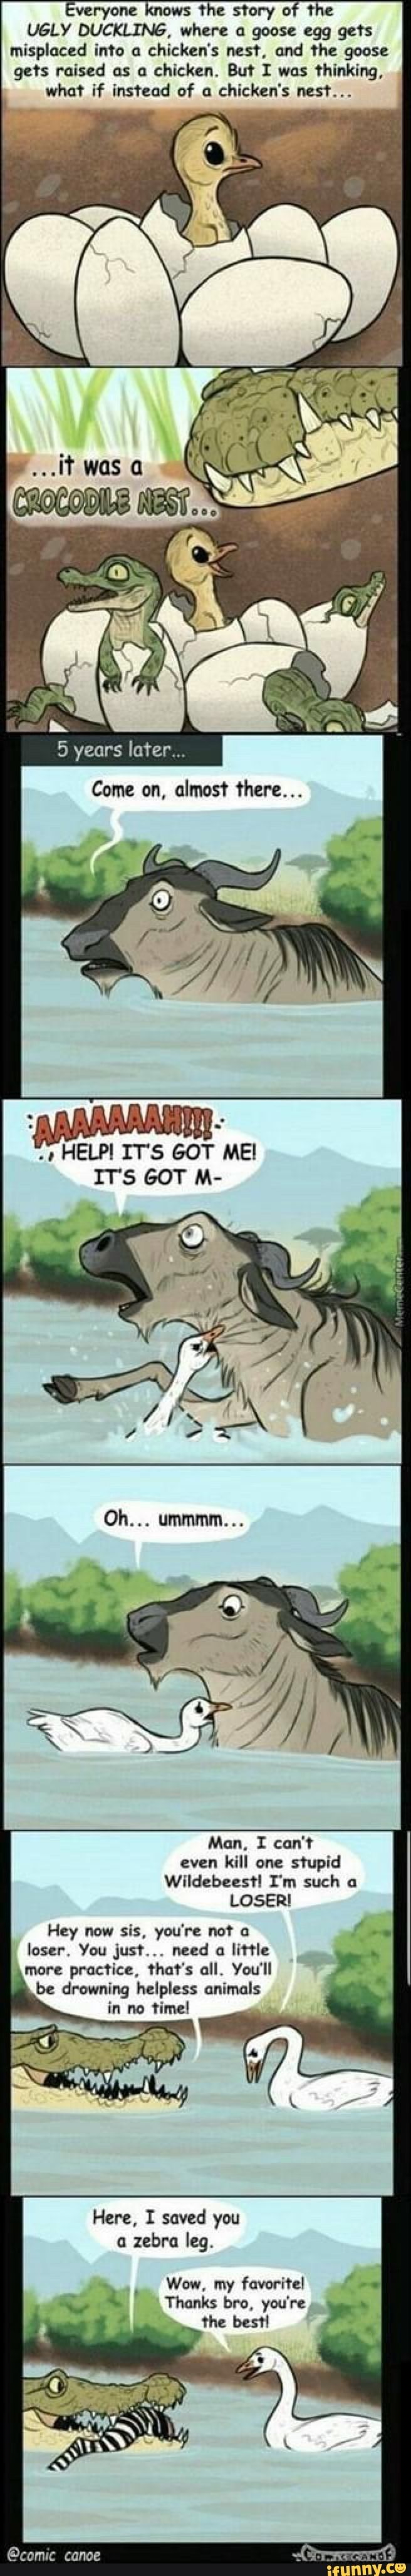 Everyone knows the story of the
UGLY DUCKLING, where a goose egg gets
misplaced into a chicken's nest, and the goose
gets raised as a chicken. But I was thinking,
what if instead of a chicken's nest...
...it was a
CROCODILE NEST...
5 years later...
Come on, almost there...
AAAAAAAH!!!
HELP! IT'S GOT ME!
IT'S GOT M-
MemeCenter
Oh... ummmm...
Man, I can't
even kill one stupid
Wildebeest! I'm such a
LOSER!
Hey now sis, you're not a
loser. You just... need a little
more practice, that's all. You'll
be drowning helpless animals
in no time!
Here, I saved you
a zebra leg.
Wow, my favorite!
Thanks bro, you're
the best!
@comic_canoe
COMIC CANOE
ifunny.co